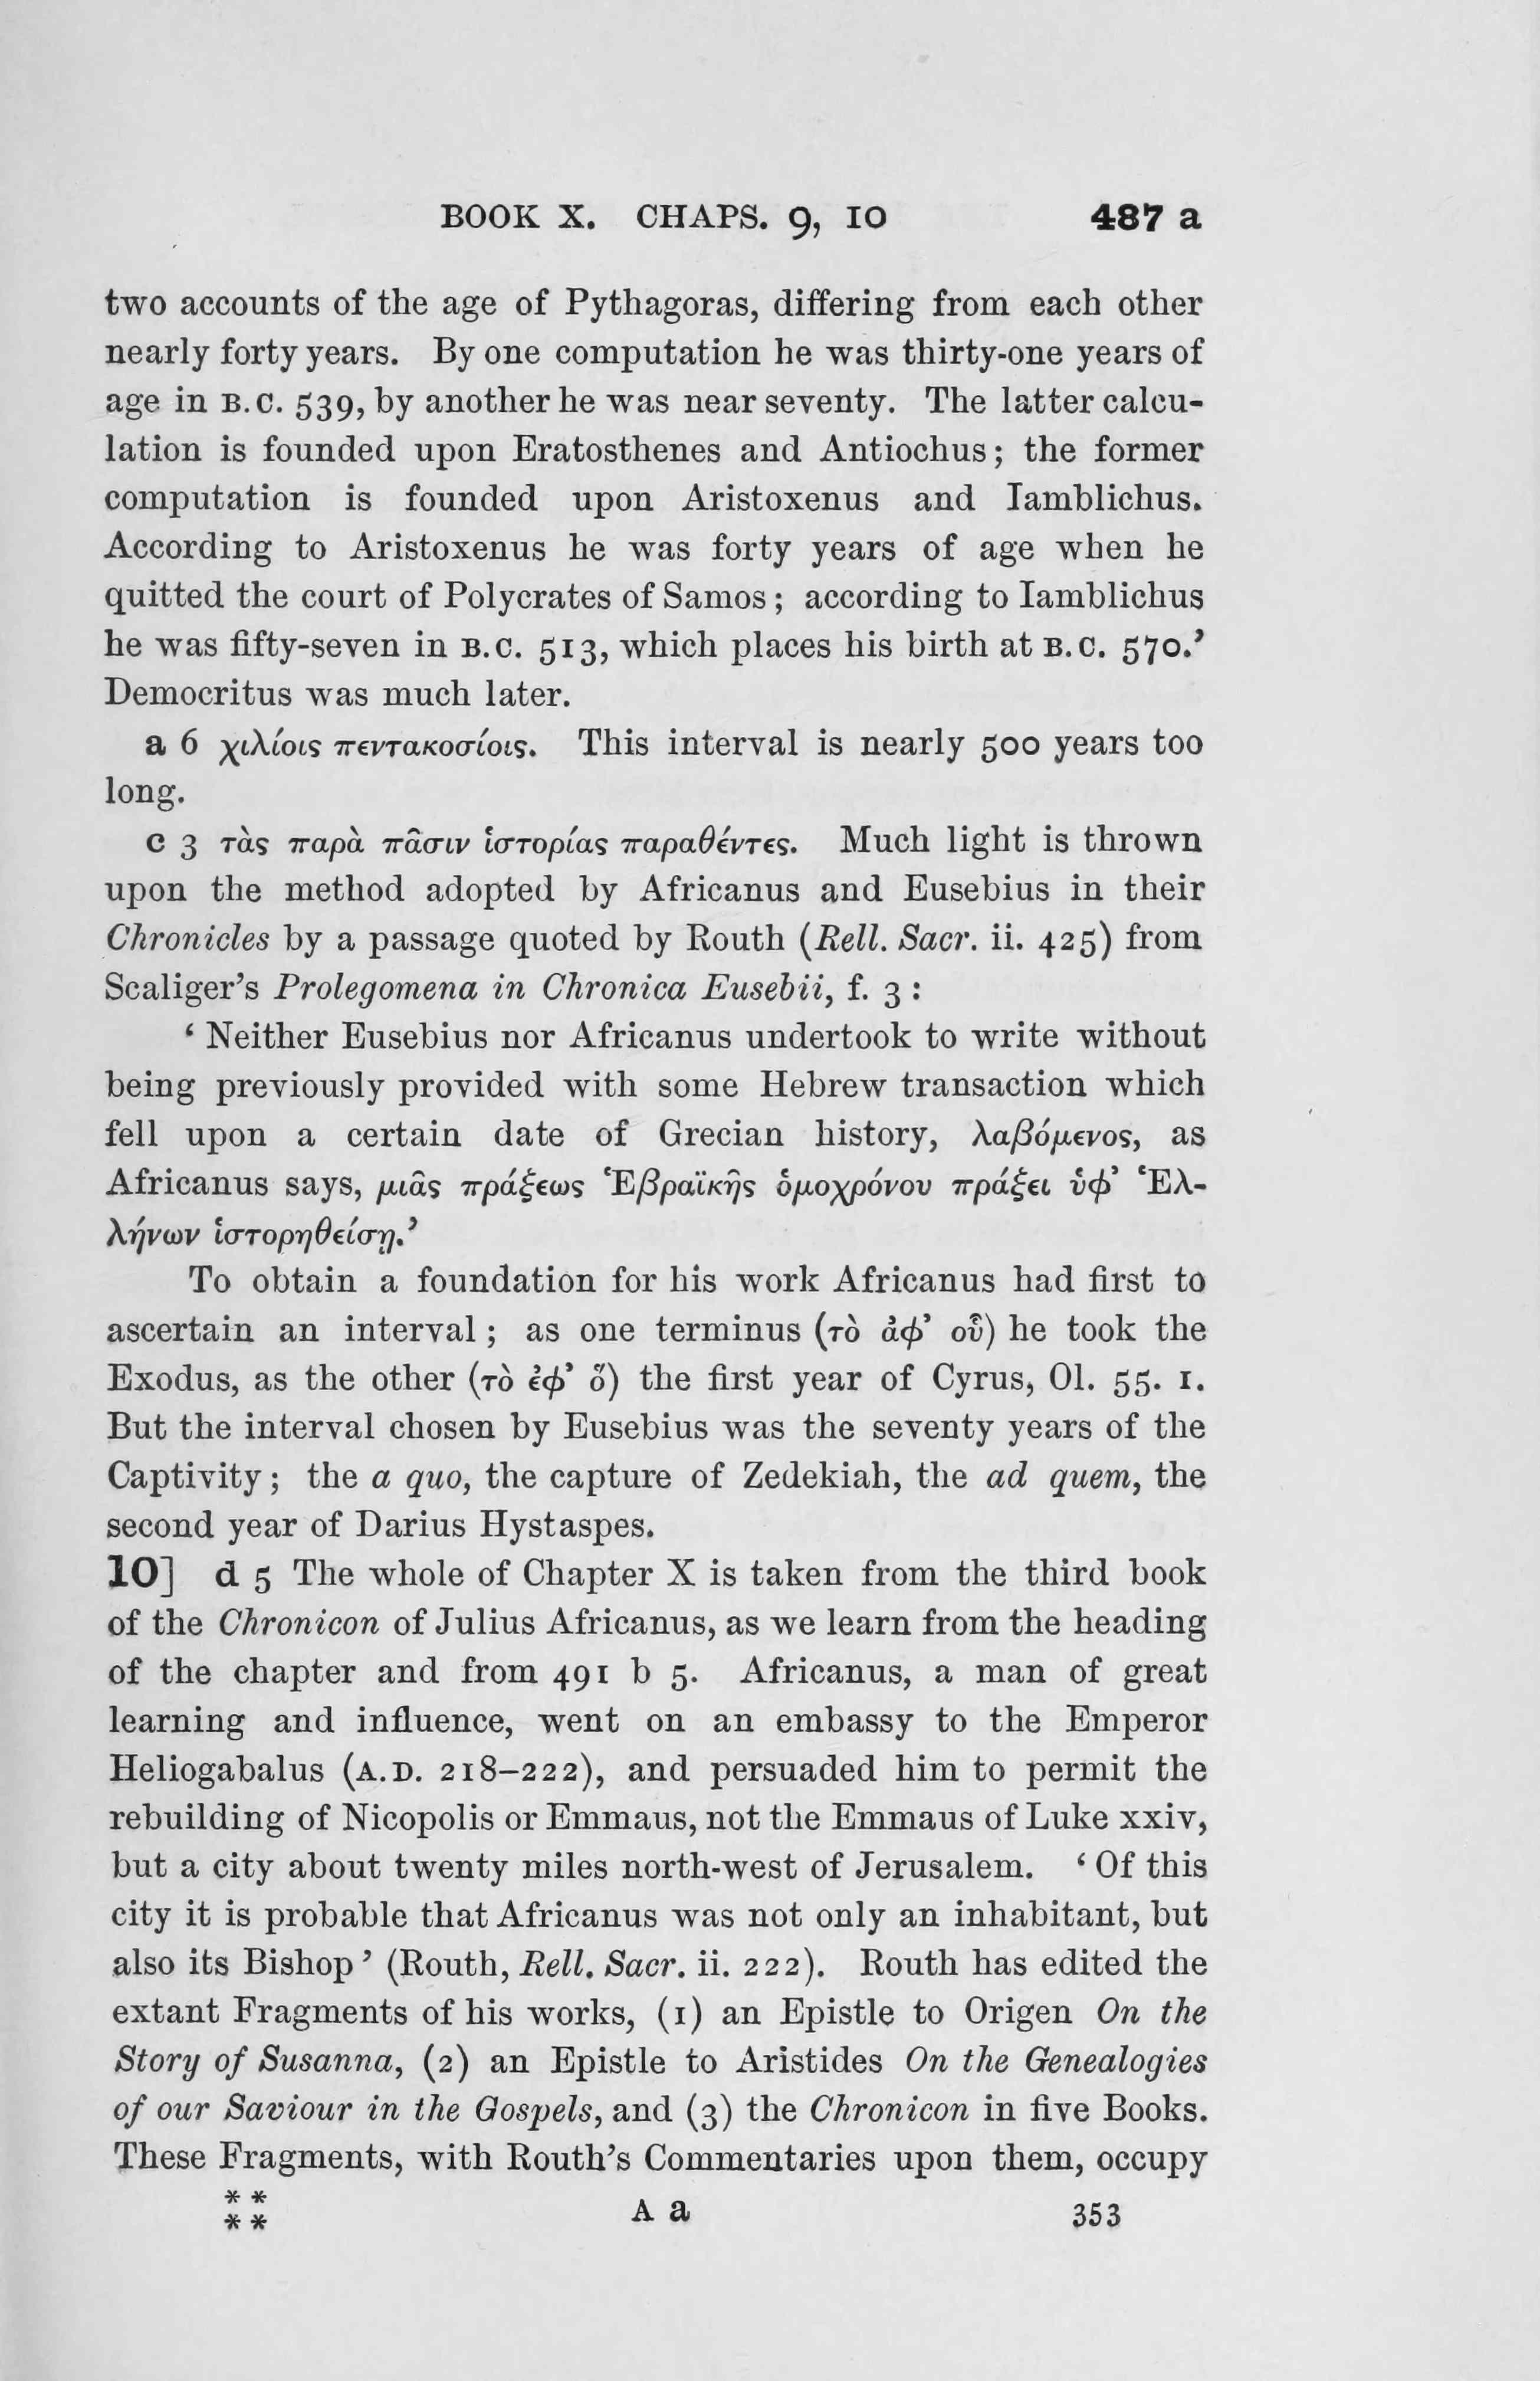 BOOK X. CHAPS. 9, 10 487 a
two accounts of the age of Pythagoras, differing from each other
nearly forty years. By one computation he was thirty-one years of
age in B.C. 539, by another he was near seventy. The latter calcu-
lation is founded upon Eratosthenes and Antiochus; the former
computation is founded upon Aristoxenus and Iamblichus.
According to Aristoxenus he was forty years of age when he
quitted the court of Polycrates of Samos; according to Iamblichus
he was fifty-seven in B.C. 513, which places his birth at B.C. 570.’
Democritus was much later.
a 6 χιλίοις πεντακοσίοις. This interval is nearly 500 years too
long.
c 3 τὰς παρὰ πᾶσιν ἱστορίας παραθέντες. Much light is thrown
upon the method adopted by Africanus and Eusebius in their
Chronicles by a passage quoted by Routh (Rell. Sacr. ii. 425) from
Scaliger’s Prolegomena in Chronica Eusebii, f. 3 :
‘ Neither Eusebius nor Africanus undertook to write without
being previously provided with some Hebrew transaction which
fell upon a certain date of Grecian history, λαβόμενος, as
Africanus says, μιᾶς πράξεως Ἑβραϊκῆς ὁμοχρόνου πράξει ὑφ’ Ἑλ-
λήνων ἱστορηθείσῃ.’
To obtain a foundation for his work Africanus had first to
ascertain an interval ; as one terminus (τὸ ἀφ’ οὗ) he took the
Exodus, as the other (τὸ ἐφ’ ὅ) the first year of Cyrus, Ol. 55. 1.
But the interval chosen by Eusebius was the seventy years of the
Captivity ; the a quo, the capture of Zedekiah, the ad quem, the
second year of Darius Hystaspes.
10] d 5 The whole of Chapter X is taken from the third book
of the Chronicon of Julius Africanus, as we learn from the heading
of the chapter and from 491 b 5. Africanus, a man of great
learning and influence, went on an embassy to the Emperor
Heliogabalus (A.D. 218–222), and persuaded him to permit the
rebuilding of Nicopolis or Emmaus, not the Emmaus of Luke xxiv,
but a city about twenty miles north-west of Jerusalem. ‘ Of this
city it is probable that Africanus was not only an inhabitant, but
also its Bishop ’ (Routh, Rell. Sacr. ii. 222). Routh has edited the
extant Fragments of his works, (1) an Epistle to Origen On the
Story of Susanna, (2) an Epistle to Aristides On the Genealogies
of our Saviour in the Gospels, and (3) the Chronicon in five Books.
These Fragments, with Routh’s Commentaries upon them, occupy
* *
* * A a 353